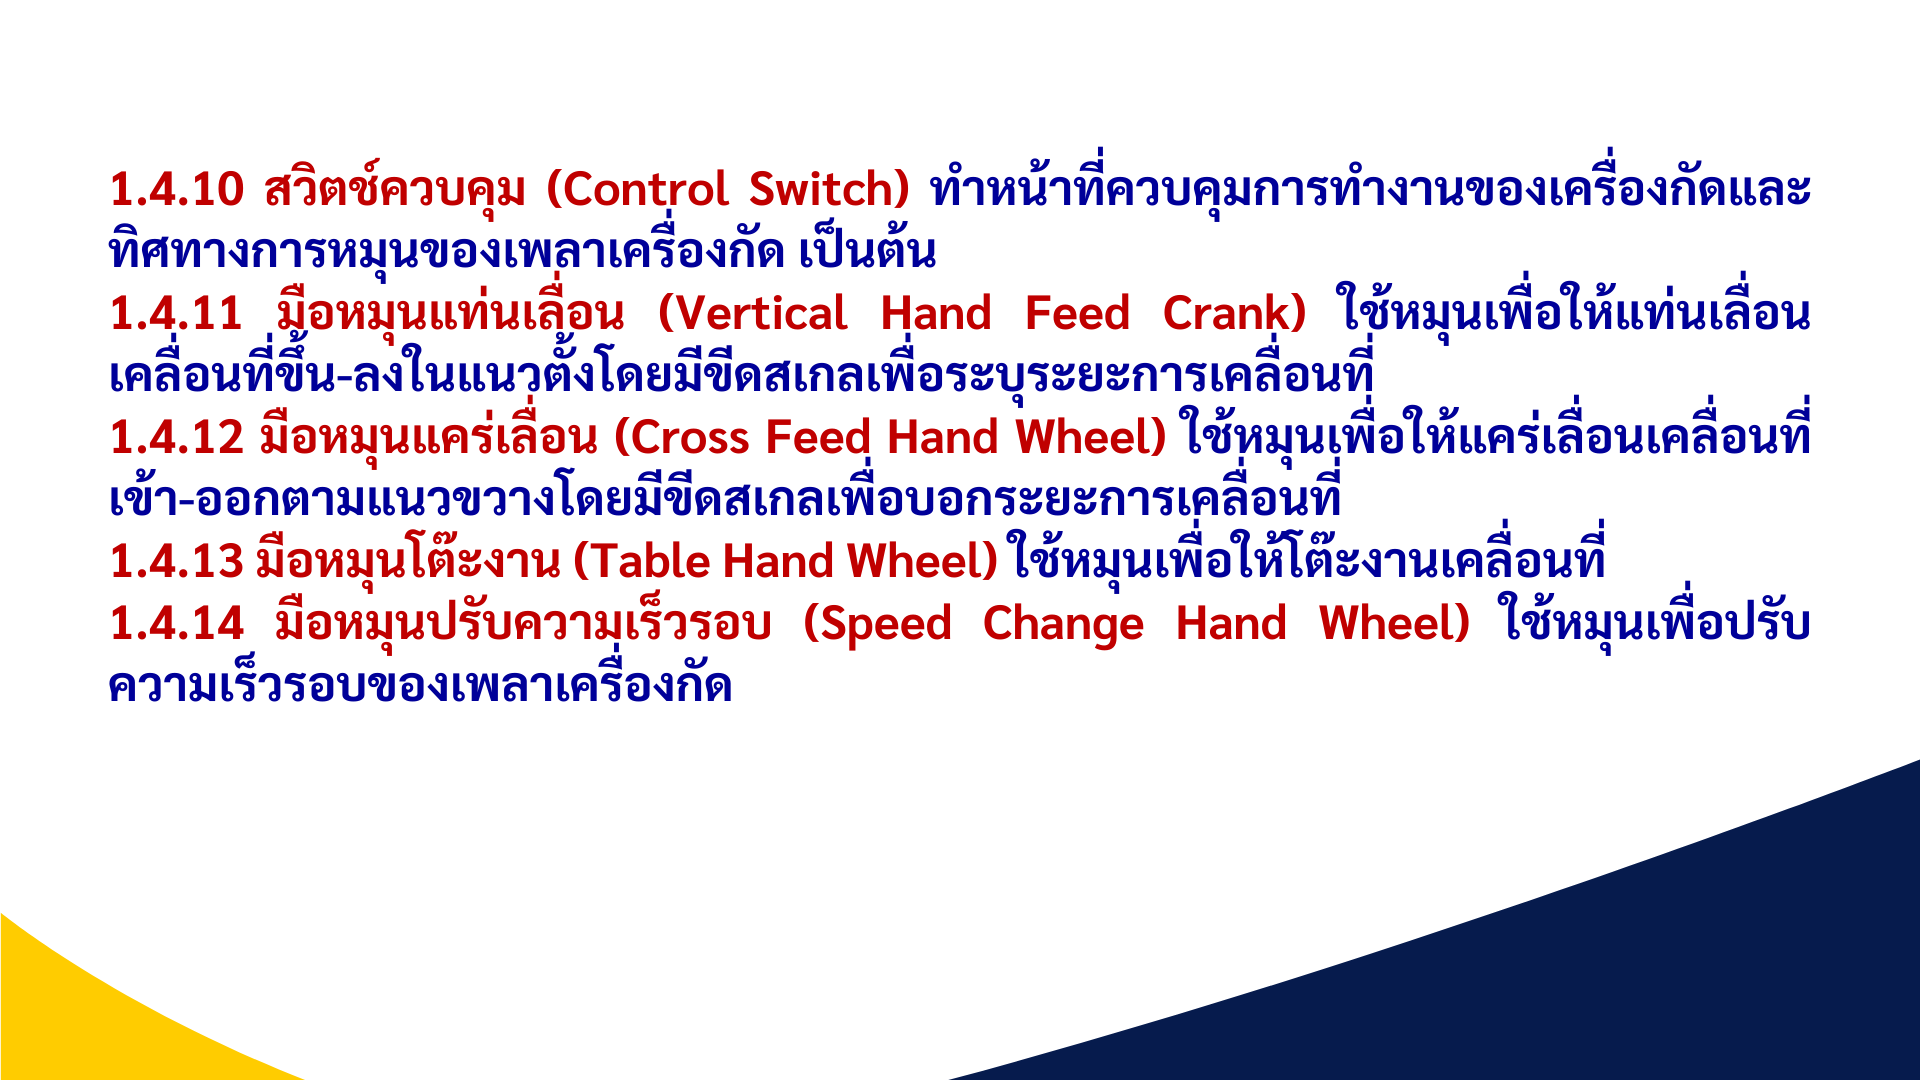 1.4.10 สวิตช์ควบคุม (Control Switch) ทำหน้าที่ควบคุมการทำงานของเครื่องกัดและ
ทิศทางการหมุนของเพลาเครื่องกัด เป็นต้น
1.4.11 มือหมุนแท่นเลื่อน (Vertical Hand Feed Crank) ใช้หมุนเพื่อให้แท่นเลื่อน
เคลื่อนที่ขึ้น-ลงในแนวตั้งโดยมีขีดสเกลเพื่อระบุระยะการเคลื่อนที่
1.4.12 มือหมุนแคร่เลื่อน (Cross Feed Hand Wheel) ใช้หมุนเพื่อให้แคร่เลื่อนเคลื่อนที่
เข้า-ออกตามแนวขวางโดยมีขีดสเกลเพื่อบอกระยะการเคลื่อนที่
1.4.13 มือหมุนโต๊ะงาน (Table Hand Wheel) ใช้หมุนเพื่อให้โต๊ะงานเคลื่อนที่
1.4.14 มือหมุนปรับความเร็วรอบ (Speed Change Hand Wheel) ใช้หมุนเพื่อปรับ
ความเร็วรอบของเพลาเครื่องกัด